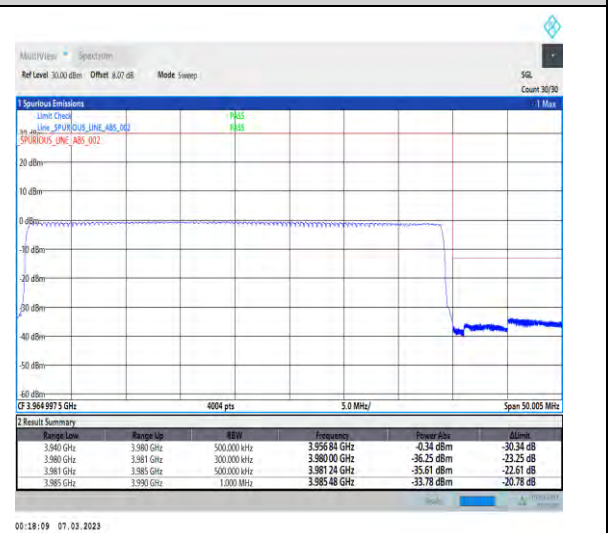 MultiView Spectrum
Ref Level 30.00 dBm Offset 8.07 dB Mode Sweep SGL
Count 30/30
1 Spurious Emissions 1 Max
Limit Check PASS
Line _SPURIOUS_LINE_ABS_002 PASS
_SPURIOUS_LINE_ABS_002
20 dBm
10 dBm
0 dBm
-10 dBm
-20 dBm
-30 dBm
-40 dBm
-50 dBm
-60 dBm
CF 3.964 997 5 GHz 4004 pts 5.0 MHz/ Span 50.005 MHz
2 Result Summary
Range Low Range Up RBW Frequency Power Abs ΔLimit
3.940 GHz 3.980 GHz 500.000 kHz 3.956 84 GHz -0.34 dBm -30.34 dB
3.980 GHz 3.981 GHz 300.000 kHz 3.980 00 GHz -36.25 dBm -23.25 dB
3.981 GHz 3.985 GHz 500.000 kHz 3.981 24 GHz -35.61 dBm -22.61 dB
3.985 GHz 3.990 GHz 1.000 MHz 3.985 48 GHz -33.78 dBm -20.78 dB
00:18:09 07.03.2023